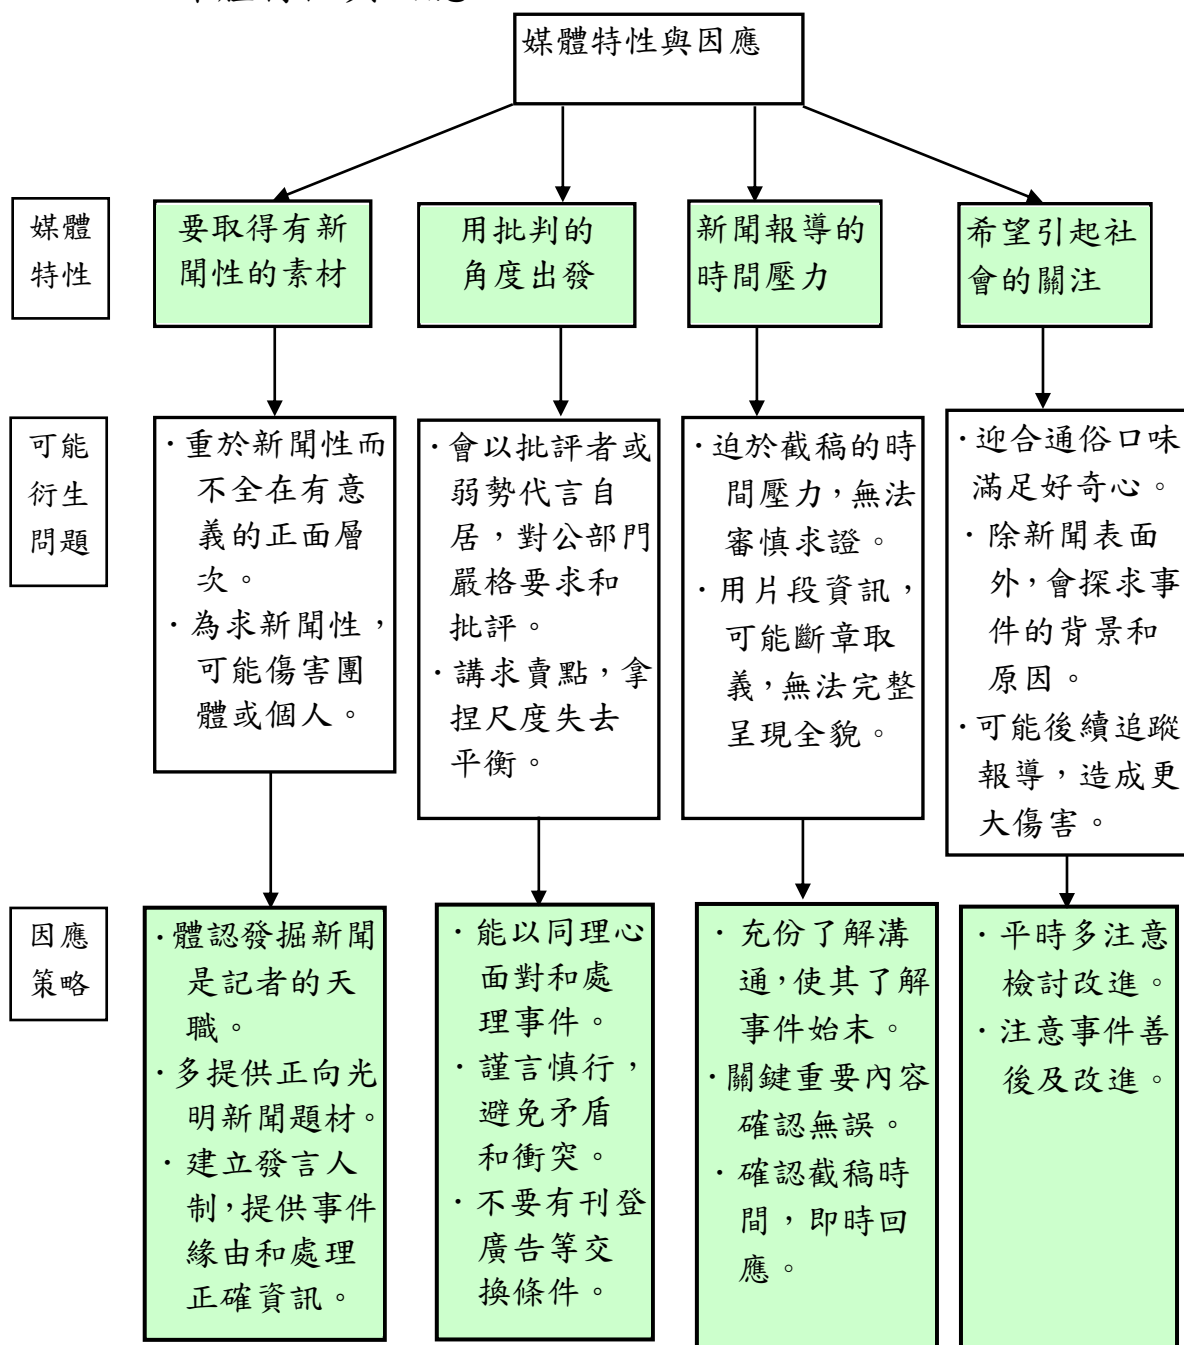 媒體特性與因應
媒體
特性
要取得有新
聞性的素材
用批判的
角度出發
新聞報導的
時間壓力
希望引起社
會的關注
可能
衍生
問題
·重於新聞性而
不全在有意
義的正面層
次。
·為求新聞性，
可能傷害團
體或個人。
·會以批評者或
弱勢代言自
居，對公部門
嚴格要求和
批評。
·講求賣點，拿
捏尺度失去
平衡。
·迫於截稿的時
間壓力，無法
審慎求證。
·用片段資訊，
可能斷章取
義，無法完整
呈現全貌。
·迎合通俗口味
滿足好奇心。
·除新聞表面
外，會探求事
件的背景和
原因。
·可能後續追蹤
報導，造成更
大傷害。
因應
策略
·體認發掘新聞
是記者的天
職。
·多提供正向光
明新聞題材。
·建立發言人
制，提供事件
緣由和處理
正確資訊。
·能以同理心
面對和處
理事件。
·謹言慎行，
避免矛盾
和衝突。
·不要有刊登
廣告等交
換條件。
·充份了解溝
通，使其了解
事件始末。
·關鍵重要內容
確認無誤。
·確認截稿時
間，即時回
應。
·平時多注意
檢討改進。
·注意事件善
後及改進。